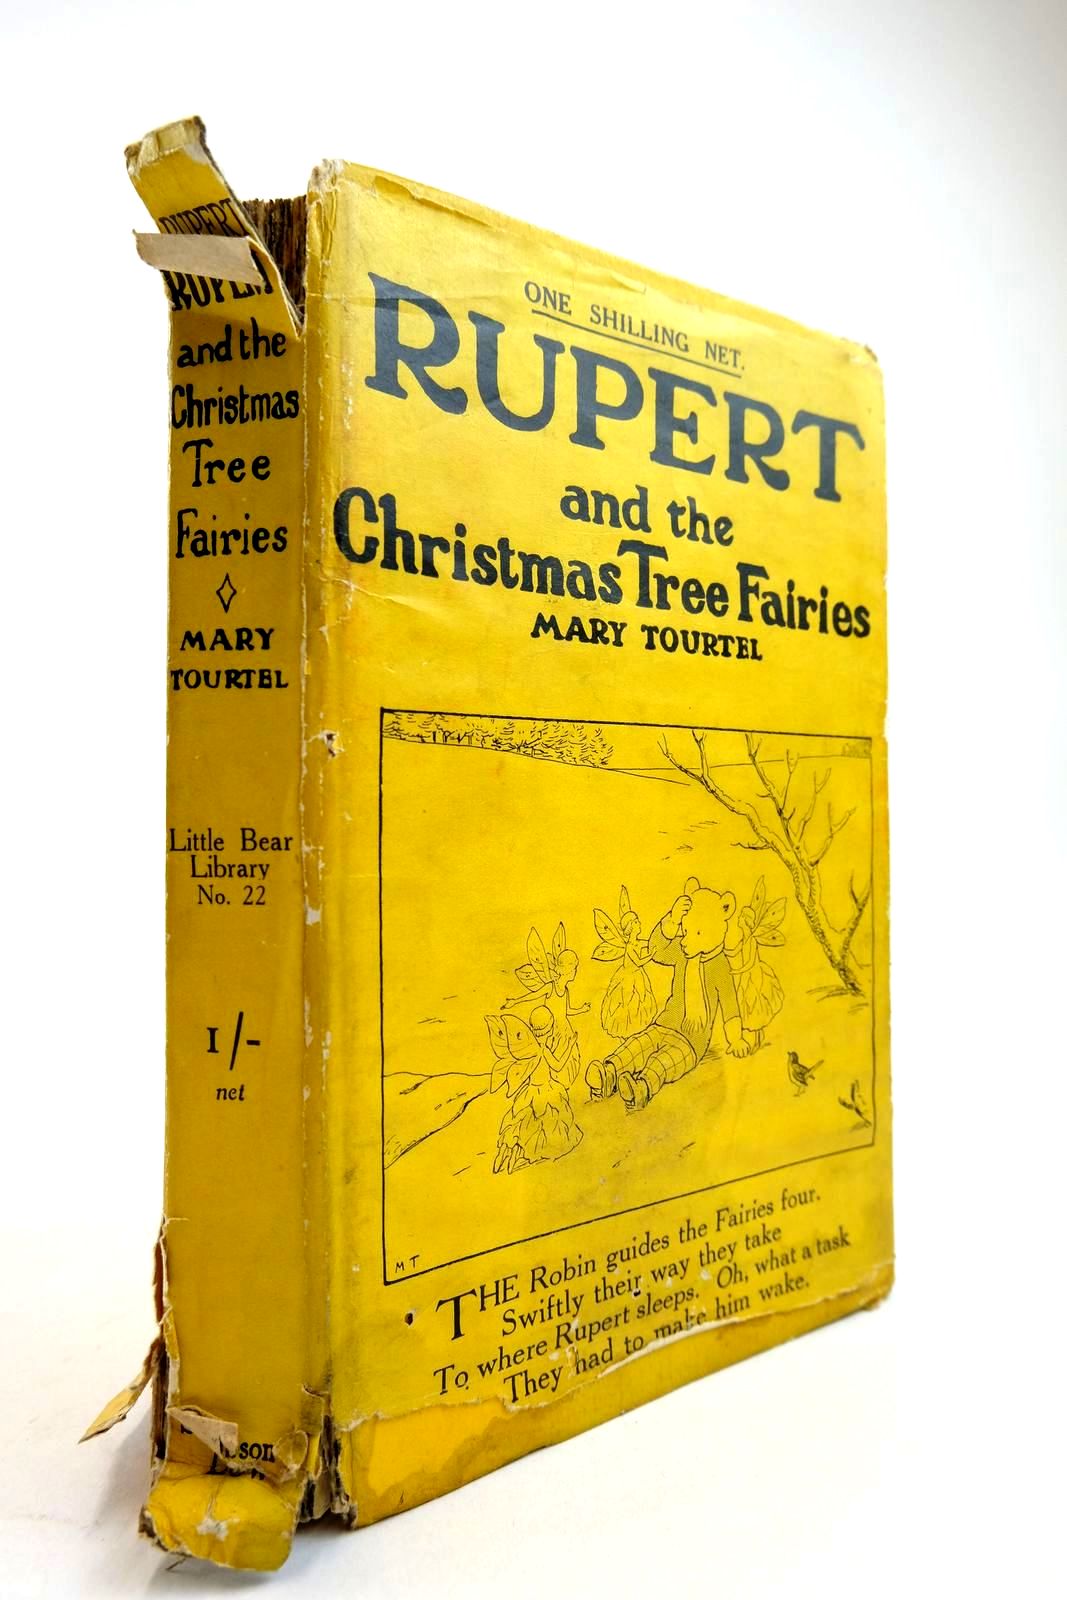 RUPERT
RUPERT
and the
Christmas
Tree
Fairies
MARY
TOURTEL
Little Bear
Library
No. 22
1/-
net
ONE SHILLING NET.
RUPERT
and the
Christmas Tree Fairies
MARY TOURTEL
MT
THE Robin guides the Fairies four.
Swiftly their way they take
To where Rupert sleeps. Oh, what a task
They had to make him wake.